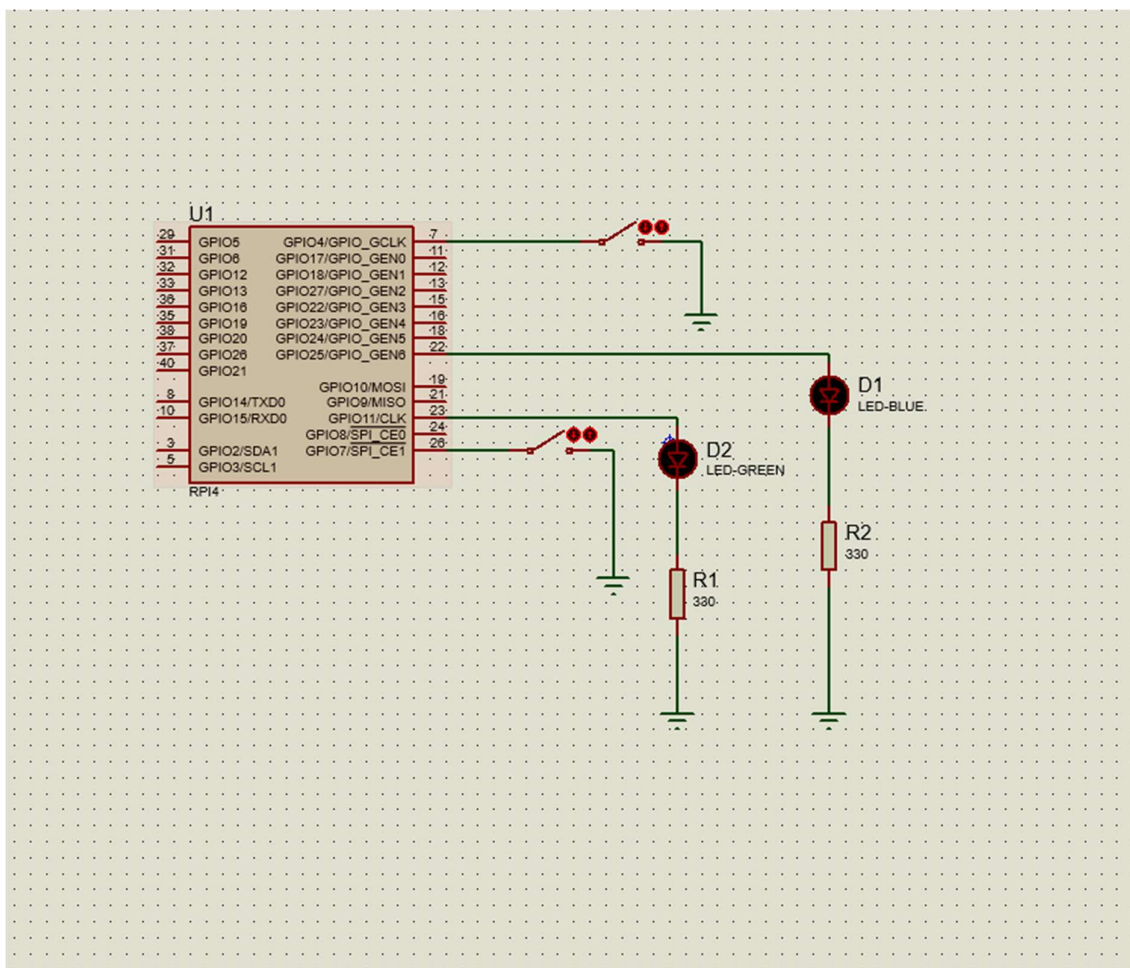 U1
29 GPIO5 GPIO4/GPIO_GCLK 7
31 GPIO6 GPIO17/GPIO_GEN0 11
32 GPIO12 GPIO18/GPIO_GEN1 12
33 GPIO13 GPIO27/GPIO_GEN2 13
36 GPIO16 GPIO22/GPIO_GEN3 15
35 GPIO19 GPIO23/GPIO_GEN4 16
38 GPIO20 GPIO24/GPIO_GEN5 18
37 GPIO26 GPIO25/GPIO_GEN6 22
40 GPIO21
GPIO10/MOSI 19
8 GPIO14/TXD0 GPIO9/MISO 21
10 GPIO15/RXD0 GPIO11/CLK 23
GPIO8/SPI_CE0 24
3 GPIO2/SDA1 GPIO7/SPI_CE1 26
5 GPIO3/SCL1
RPI4
D1
LED-BLUE
D2
LED-GREEN
R2
330
R1
330